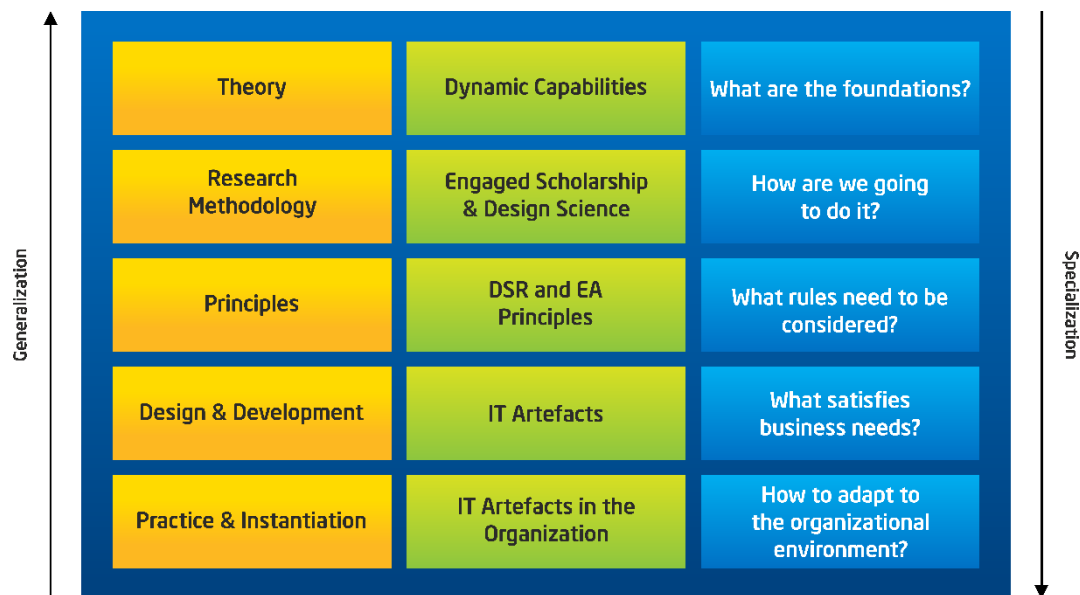 Generalization
Theory
Dynamic Capabilities
What are the foundations?
Research
Methodology
Engaged Scholarship
& Design Science
How are we going
to do it?
Principles
DSR and EA
Principles
What rules need to be
considered?
Design & Development
IT Artefacts
What satisfies
business needs?
Practice & Instantiation
IT Artefacts in the
Organization
How to adapt to
the organizational
environment?
Specialization